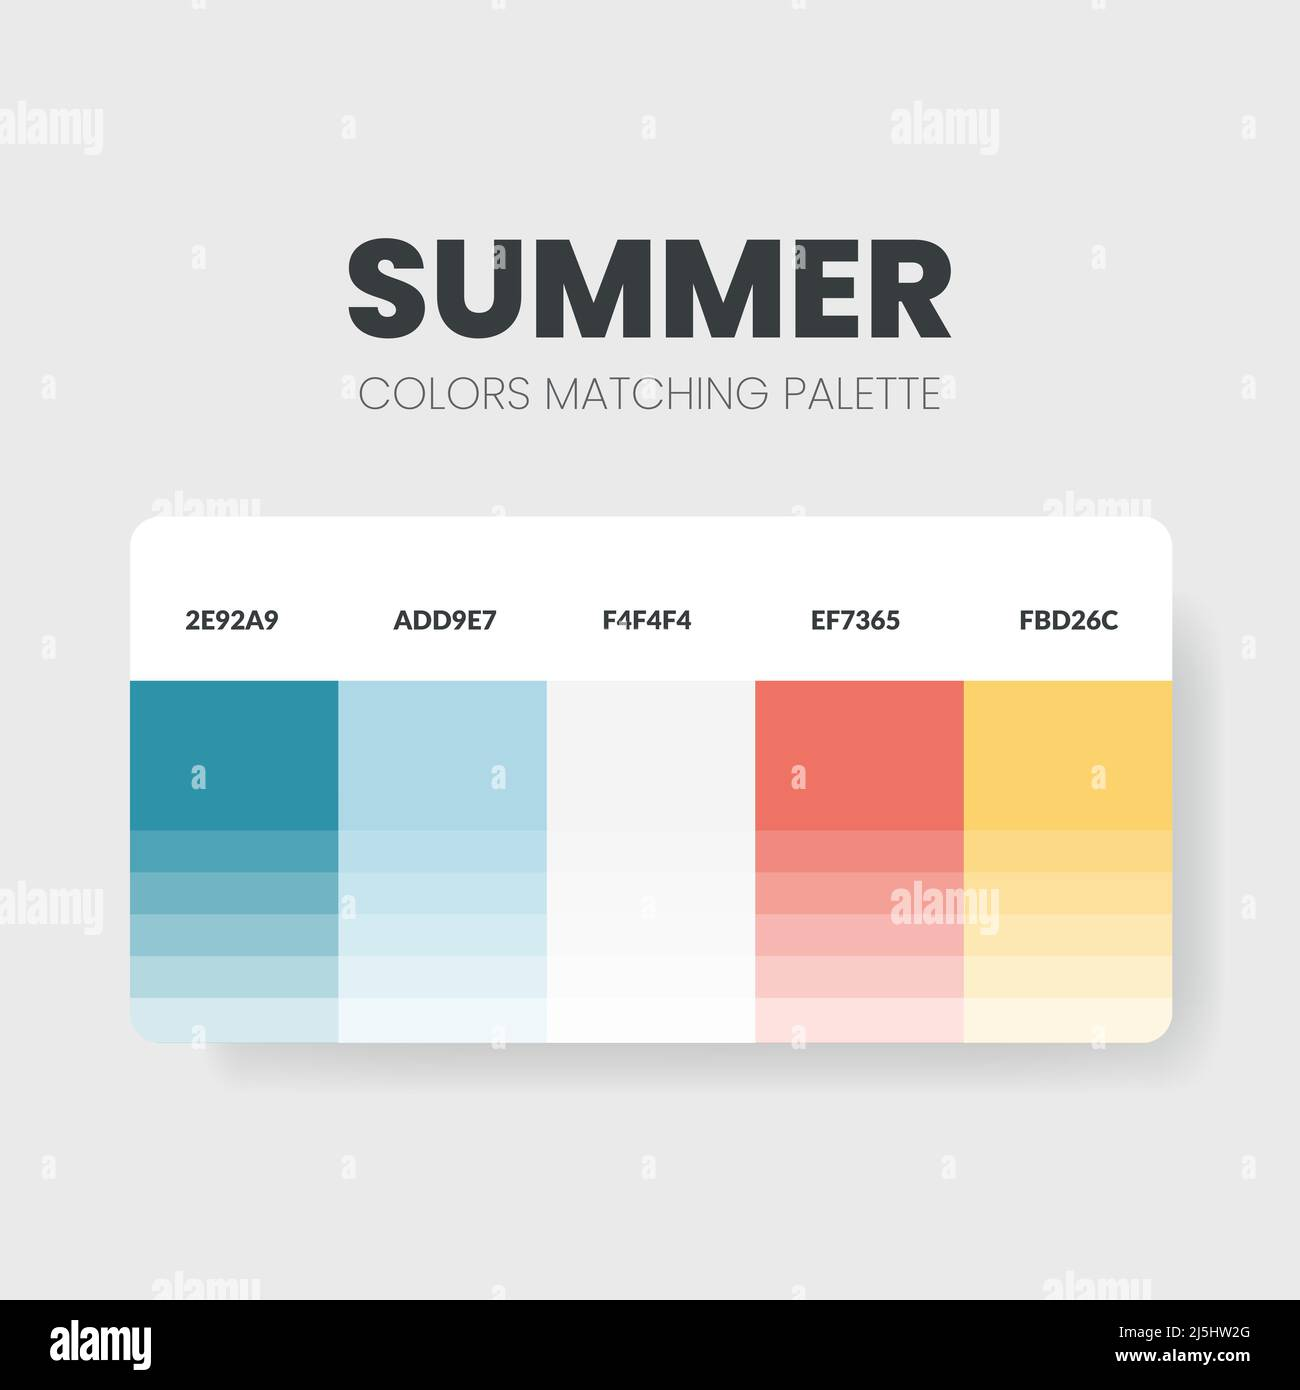 SUMMER
COLORS MATCHING PALETTE
2E92A9 ADD9E7 F4F4F4 EF7365 FBD26C
alamy
Image ID: 2J5HW2G
www.alamy.com